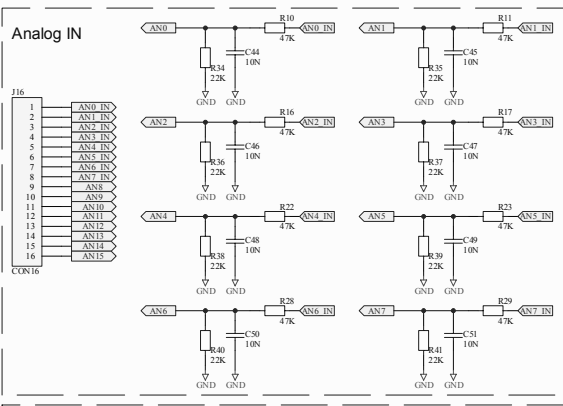 Analog IN
J16
1 AN0_IN
2 AN1_IN
3 AN2_IN
4 AN3_IN
5 AN4_IN
6 AN5_IN
7 AN6_IN
8 AN7_IN
9 AN8
10 AN9
11 AN10
12 AN11
13 AN12
14 AN13
15 AN14
16 AN15
CON16
AN0
R10
47K
AN0_IN
R34
22K
C44
10N
GND GND
AN1
R11
47K
AN1_IN
R35
22K
C45
10N
GND GND
AN2
R16
47K
AN2_IN
R36
22K
C46
10N
GND GND
AN3
R17
47K
AN3_IN
R37
22K
C47
10N
GND GND
AN4
R22
47K
AN4_IN
R38
22K
C48
10N
GND GND
AN5
R23
47K
AN5_IN
R39
22K
C49
10N
GND GND
AN6
R28
47K
AN6_IN
R40
22K
C50
10N
GND GND
AN7
R29
47K
AN7_IN
R41
22K
C51
10N
GND GND